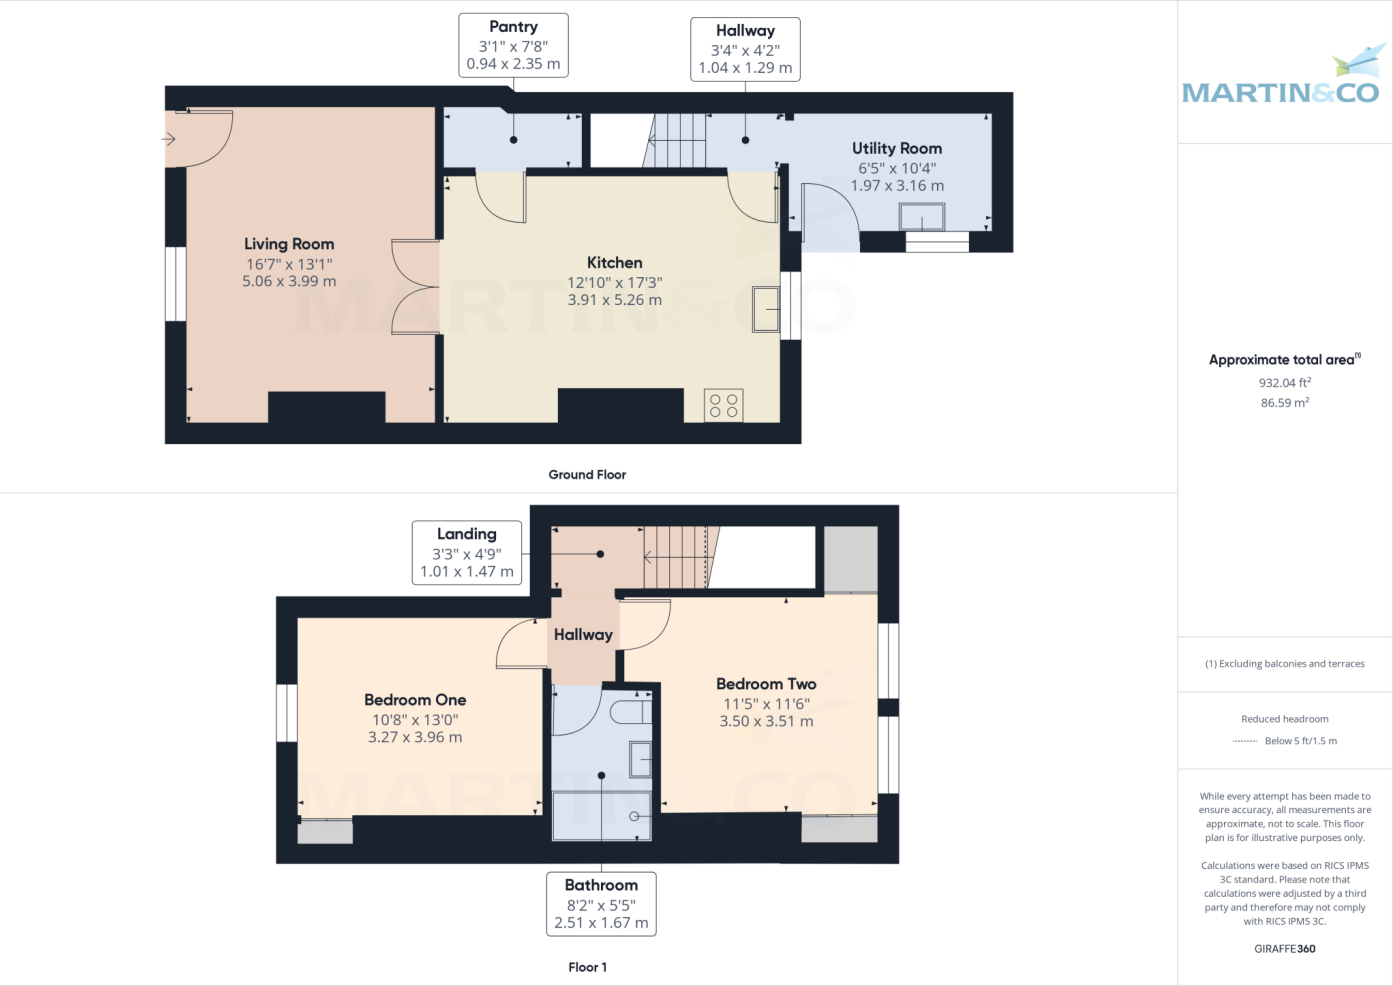 Pantry
3'1" x 7'8"
0.94 x 2.35 m
Hallway
3'4" x 4'2"
1.04 x 1.29 m
Utility Room
6'5" x 10'4"
1.97 x 3.16 m
Living Room
16'7" x 13'1"
5.06 x 3.99 m
Kitchen
12'10" x 17'3"
3.91 x 5.26 m
MARTIN&CO
Ground Floor
Landing
3'3" x 4'9"
1.01 x 1.47 m
Hallway
Bedroom One
10'8" x 13'0"
3.27 x 3.96 m
Bedroom Two
11'5" x 11'6"
3.50 x 3.51 m
MARTIN&CO
Bathroom
8'2" x 5'5"
2.51 x 1.67 m
Floor 1
MARTIN&CO
Approximate total area(1)
932.04 ft²
86.59 m²
(1) Excluding balconies and terraces
Reduced headroom
Below 5 ft/1.5 m
While every attempt has been made to
ensure accuracy, all measurements are
approximate, not to scale. This floor
plan is for illustrative purposes only.
Calculations were based on RICS IPMS
3C standard. Please note that
calculations were adjusted by a third
party and therefore may not comply
with RICS IPMS 3C.
GIRAFFE360